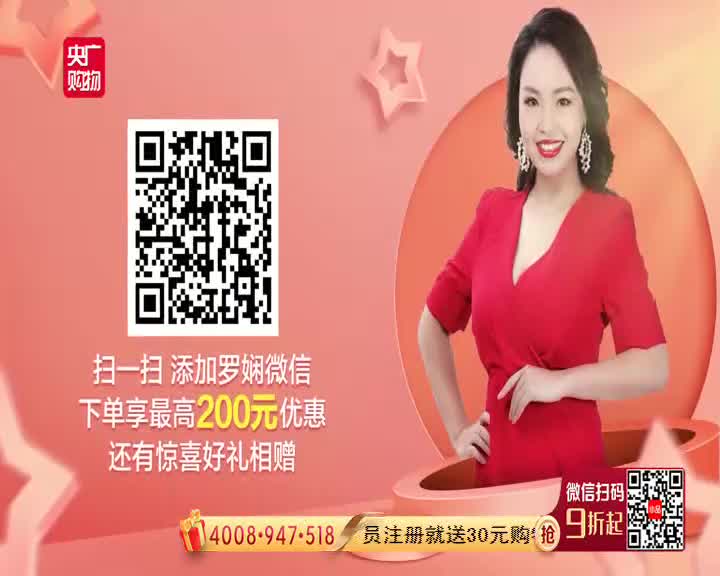 央广
购物
扫一扫 添加罗娴微信
下单享最高200元优惠
还有惊喜好礼相赠
微信扫码
9折起
4008·947·518
员注册就送30元购
抢